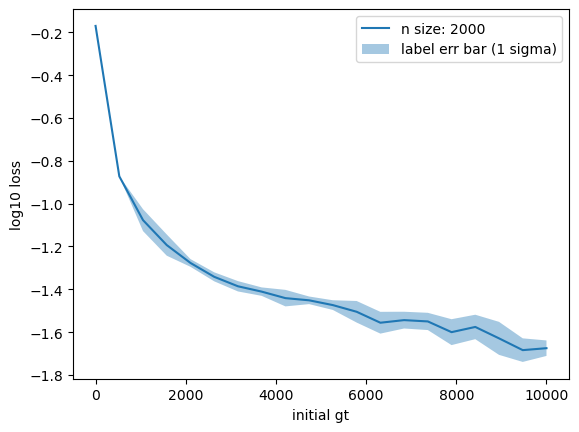 n size: 2000
label err bar (1 sigma)
−0.2
−0.4
−0.6
−0.8
−1.0
−1.2
−1.4
−1.6
−1.8
log10 loss
0 2000 4000 6000 8000 10000
initial gt